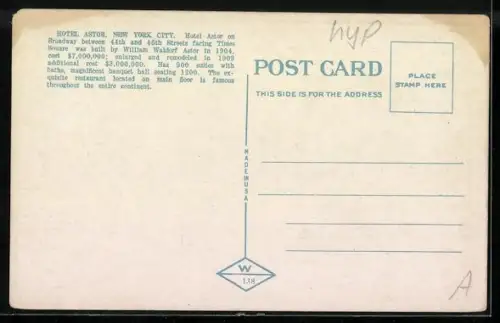 HOTEL ASTOR, NEW YORK CITY. Hotel Astor on
Broadway between 44th and 45th Streets facing Times
Square was built by William Waldorf Astor in 1904,
cost $7,000,000; enlarged and remodeled in 1909
additional cost $3,000,000. Has 900 suites with
baths, magnificent banquet hall seating 1200. The ex-
quisite restaurant located on main floor is famous
throughout the entire continent.
nyp
POST CARD
THIS SIDE IS FOR THE ADDRESS
PLACE
STAMP HERE
MADE IN USA
W
138
A